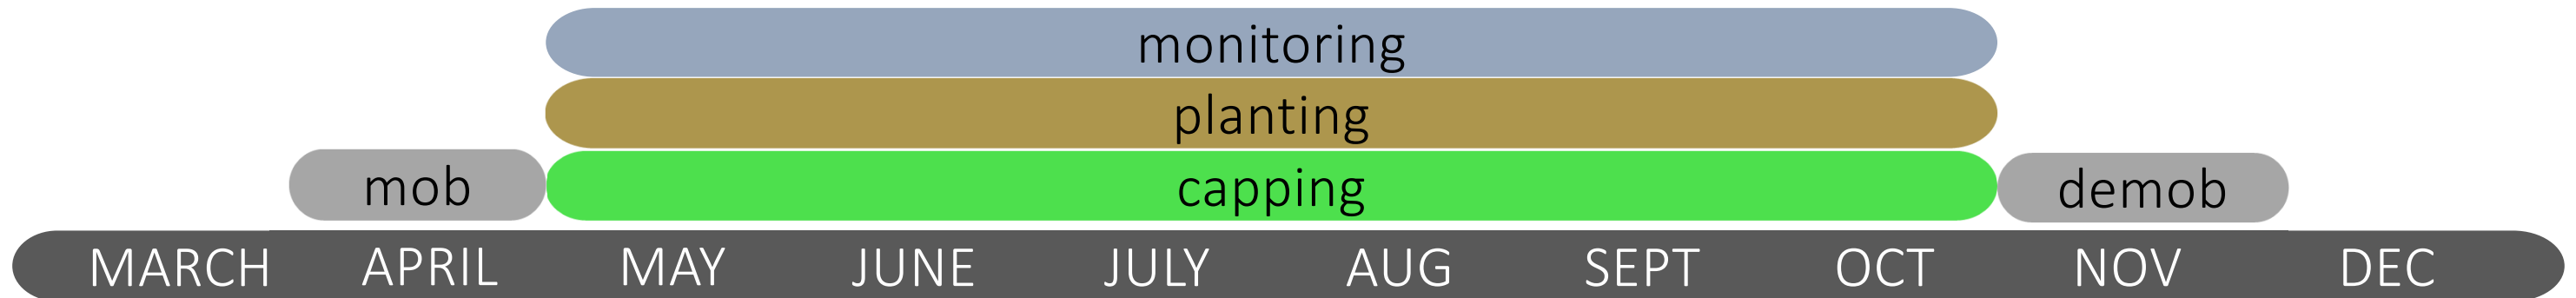 monitoring
planting
mob capping demob
MARCH APRIL MAY JUNE JULY AUG SEPT OCT NOV DEC